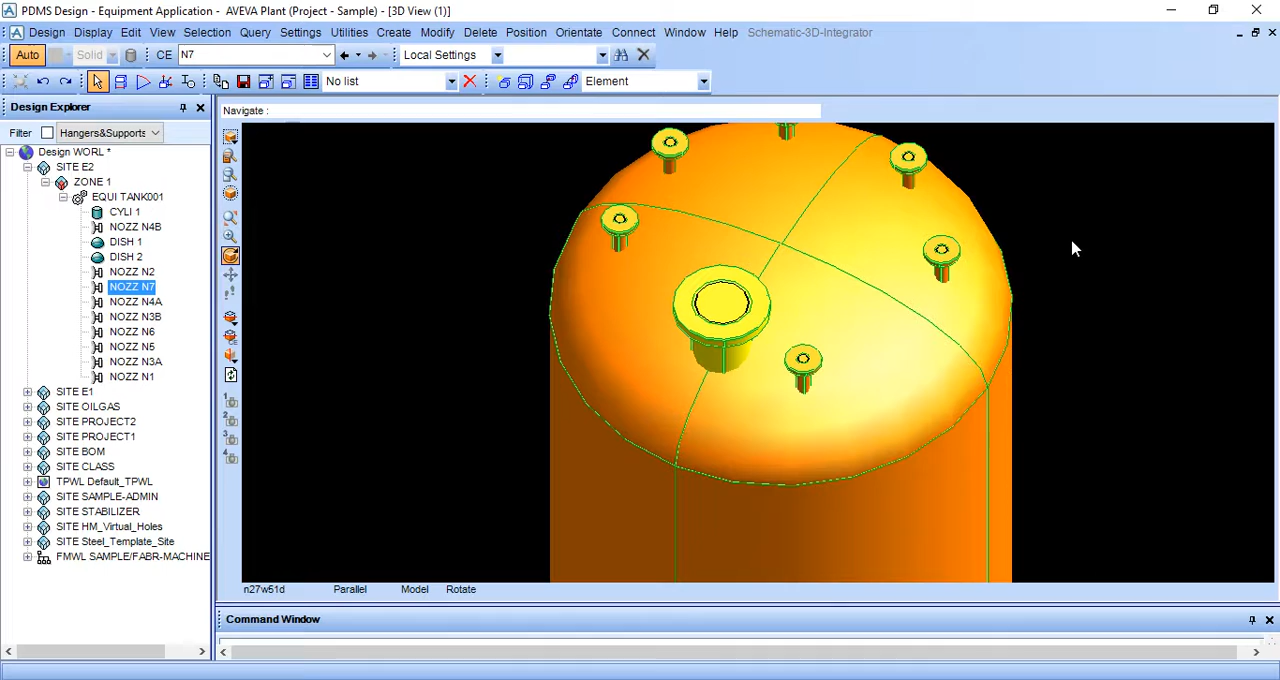 PDMS Design - Equipment Application - AVEVA Plant (Project - Sample) - [3D View (1)]
Design Display Edit View Selection Query Settings Utilities Create Modify Delete Position Orientate Connect Window Help Schematic-3D-Integrator
Auto Solid CE N7 Local Settings
No list Element
Design Explorer
Navigate :
Filter Hangers&Supports
Design WORL *
SITE E2
ZONE 1
EQUI TANK001
CYLI 1
NOZZ N4B
DISH 1
DISH 2
NOZZ N2
NOZZ N7
NOZZ N4A
NOZZ N3B
NOZZ N6
NOZZ N5
NOZZ N3A
NOZZ N1
SITE E1
SITE OILGAS
SITE PROJECT2
SITE PROJECT1
SITE BOM
SITE CLASS
TPWL Default_TPWL
SITE SAMPLE-ADMIN
SITE STABILIZER
SITE HM_Virtual_Holes
SITE Steel_Template_Site
FMWL SAMPLE/FABR-MACHINE
1
2
3
4
n27w51d Parallel Model Rotate
Command Window